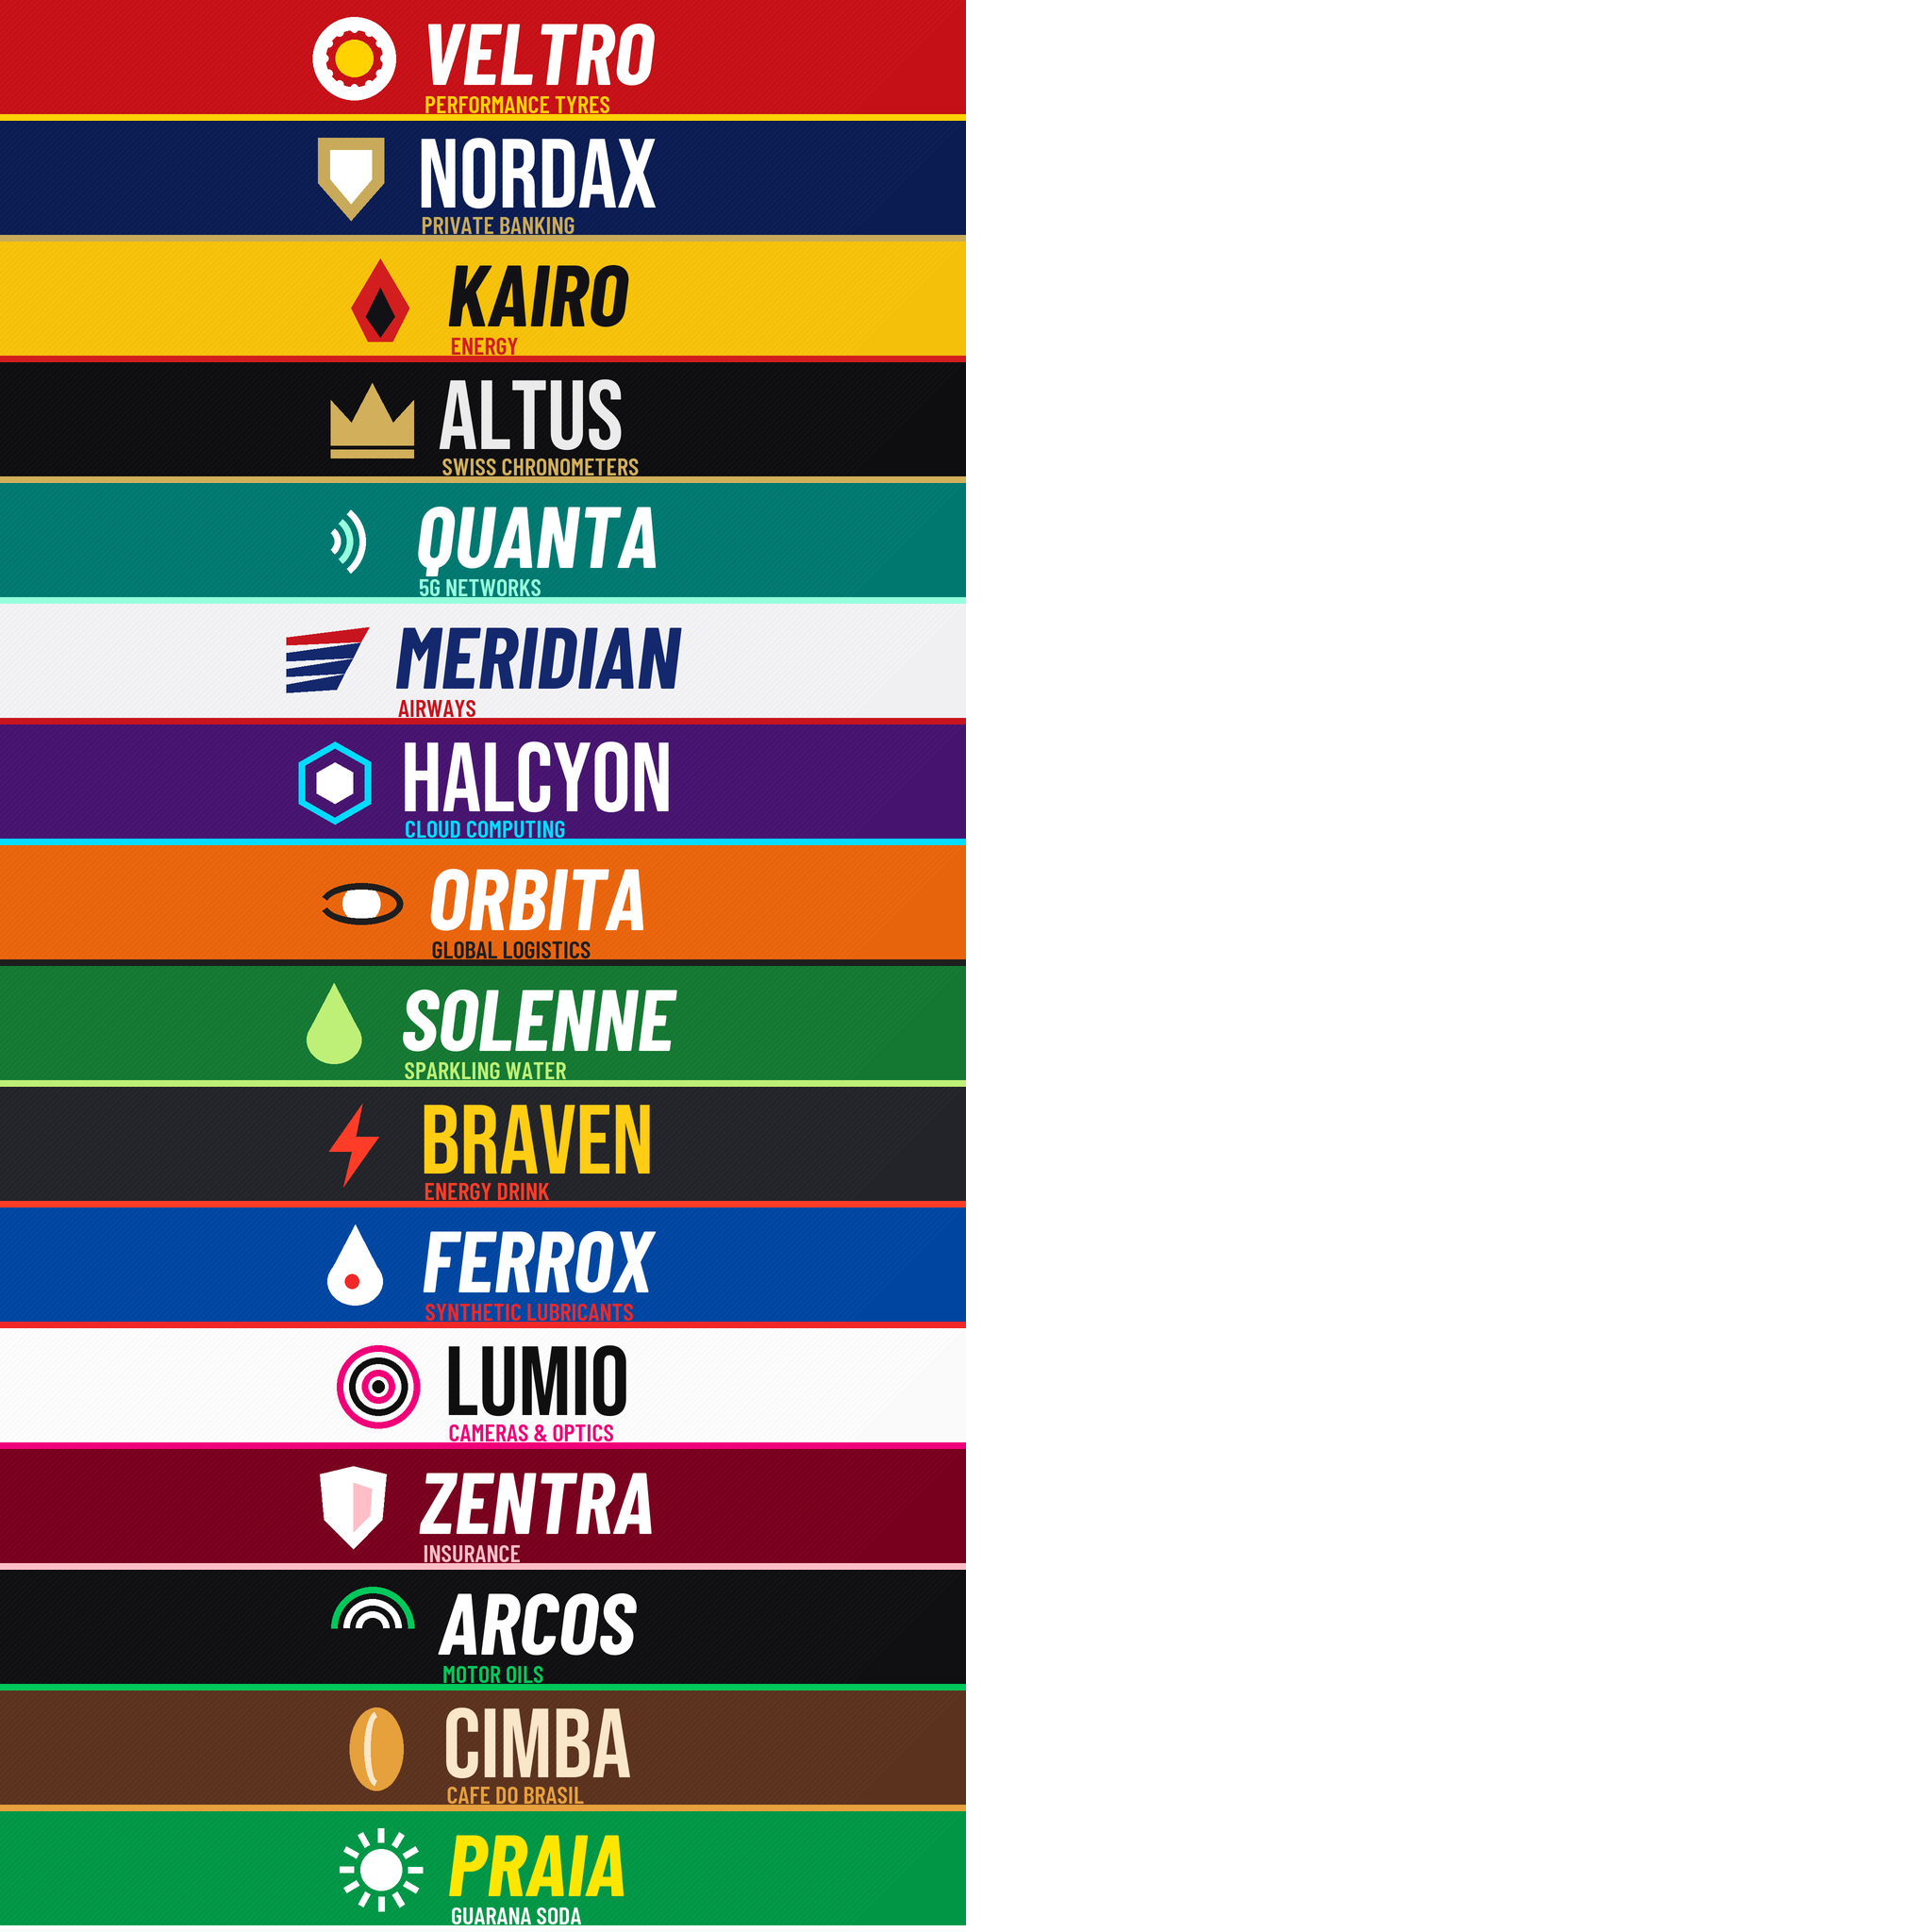 VELTRO
PERFORMANCE TYRES
NORDAX
PRIVATE BANKING
KAIRO
ENERGY
ALTUS
SWISS CHRONOMETERS
QUANTA
5G NETWORKS
MERIDIAN
AIRWAYS
HALCYON
CLOUD COMPUTING
ORBITA
GLOBAL LOGISTICS
SOLENNE
SPARKLING WATER
BRAVEN
ENERGY DRINK
FERROX
SYNTHETIC LUBRICANTS
LUMIO
CAMERAS & OPTICS
ZENTRA
INSURANCE
ARCOS
MOTOR OILS
CIMBA
CAFE DO BRASIL
PRAIA
GUARANA SODA